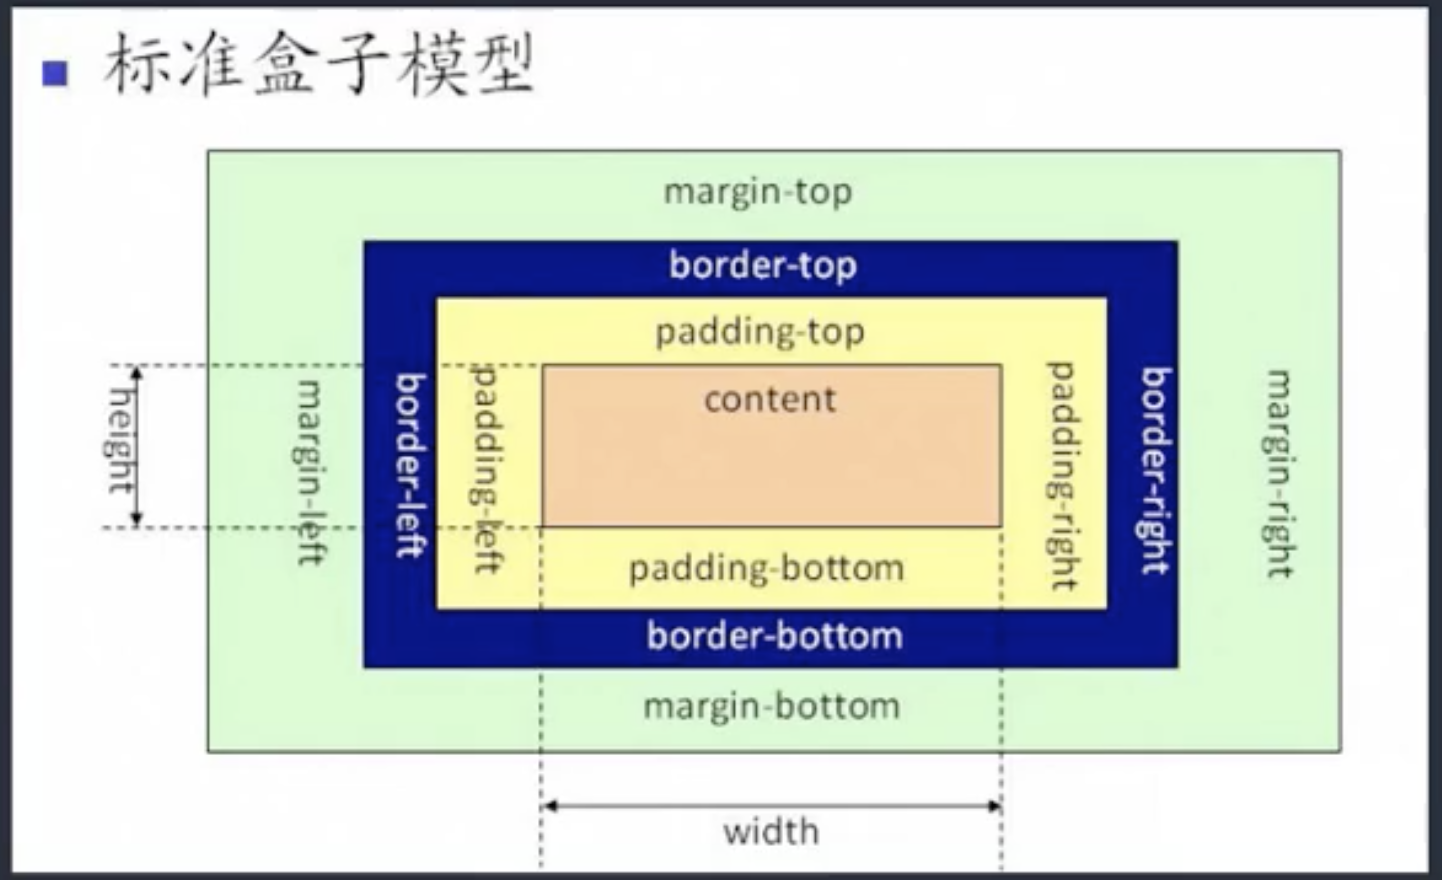 标准盒子模型
margin-top
border-top
padding-top
content
height
margin-left
border-left
padding-left
padding-right
border-right
margin-right
padding-bottom
border-bottom
margin-bottom
width